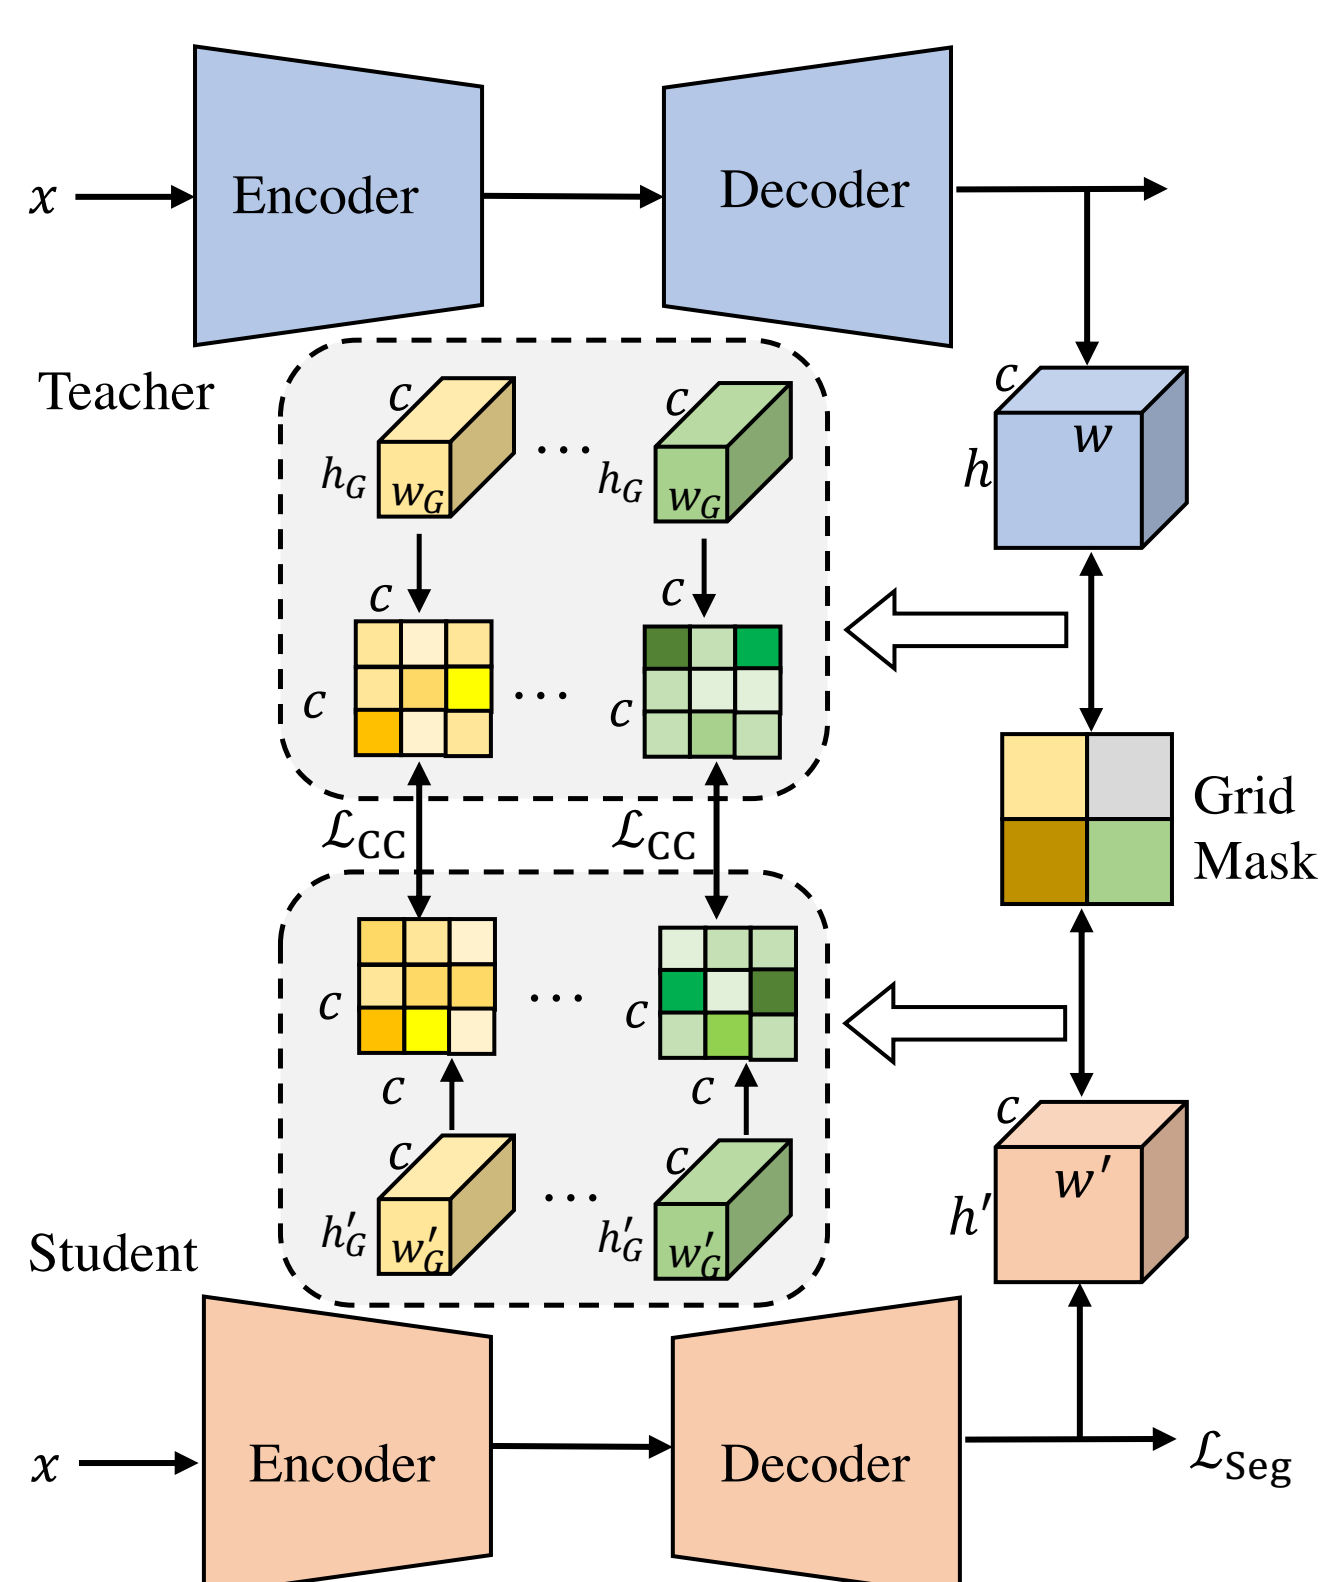 x
Encoder
Decoder
Teacher
c
c
c
h_G
w_G
...
h_G
w_G
h
w
c
c
c
...
c
Grid
Mask
ℒ_CC
ℒ_CC
c
...
c
c
c
c
c
c
h'_G
w'_G
...
h'_G
w'_G
h'
w'
Student
x
Encoder
Decoder
ℒ_Seg